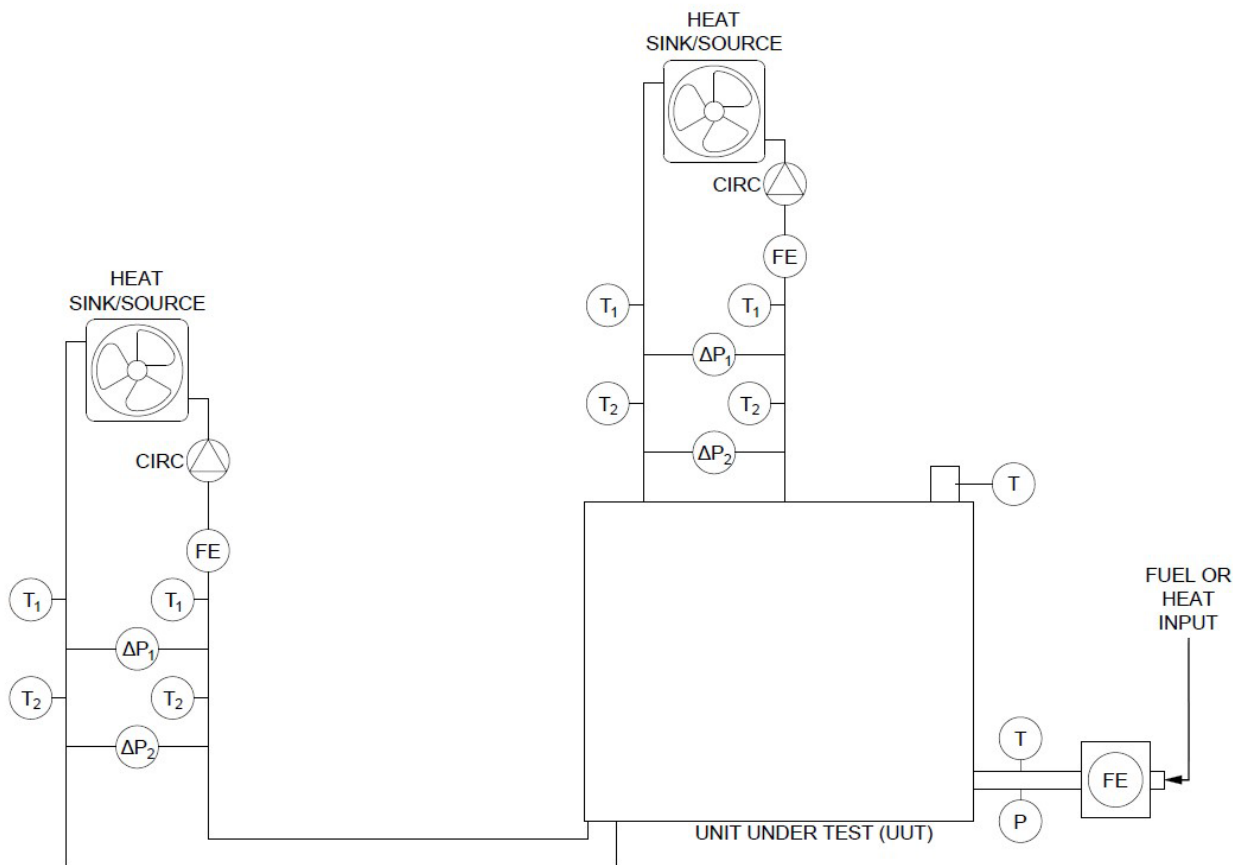 HEAT
SINK/SOURCE
CIRC
FE
T₁ T₁
ΔP₁
T₂ T₂
ΔP₂
T
HEAT
SINK/SOURCE
CIRC
FE
T₁ T₁
ΔP₁
T₂ T₂
ΔP₂
FUEL OR
HEAT
INPUT
T
FE
P
UNIT UNDER TEST (UUT)